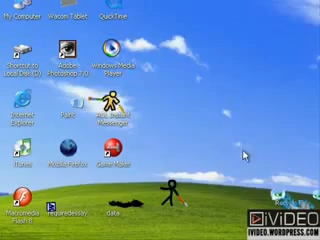 My Computer
Wacom Tablet
QuickTime
Shortcut to
Local Disk (D)
Adobe
Photoshop 7.0
Windows Media
Player
Internet
Explorer
Paint
AOL Instant
Messenger
iTunes
Mozilla Firefox
Game Maker
Macromedia
Flash 8
requiredessay
data
iVIDEO
IVIDEO.WORDPRESS.COM